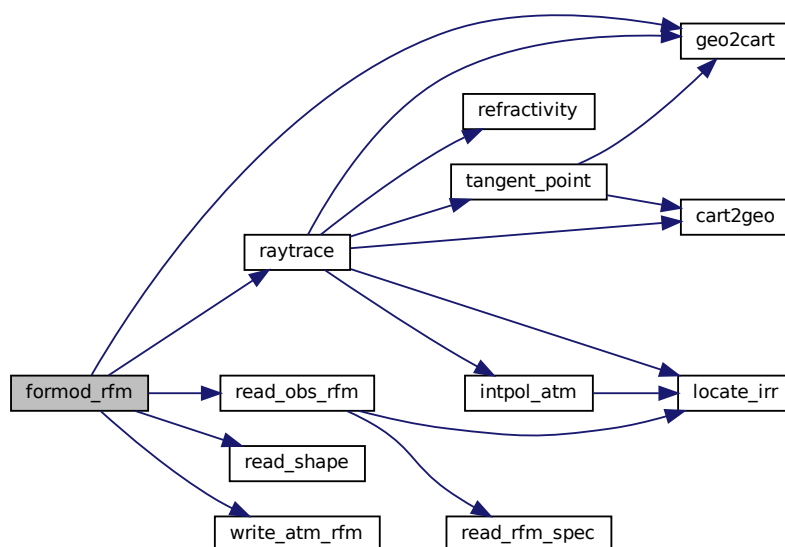 geo2cart
refractivity
tangent_point
cart2geo
raytrace
formod_rfm
read_obs_rfm
intpol_atm
locate_irr
read_shape
write_atm_rfm
read_rfm_spec